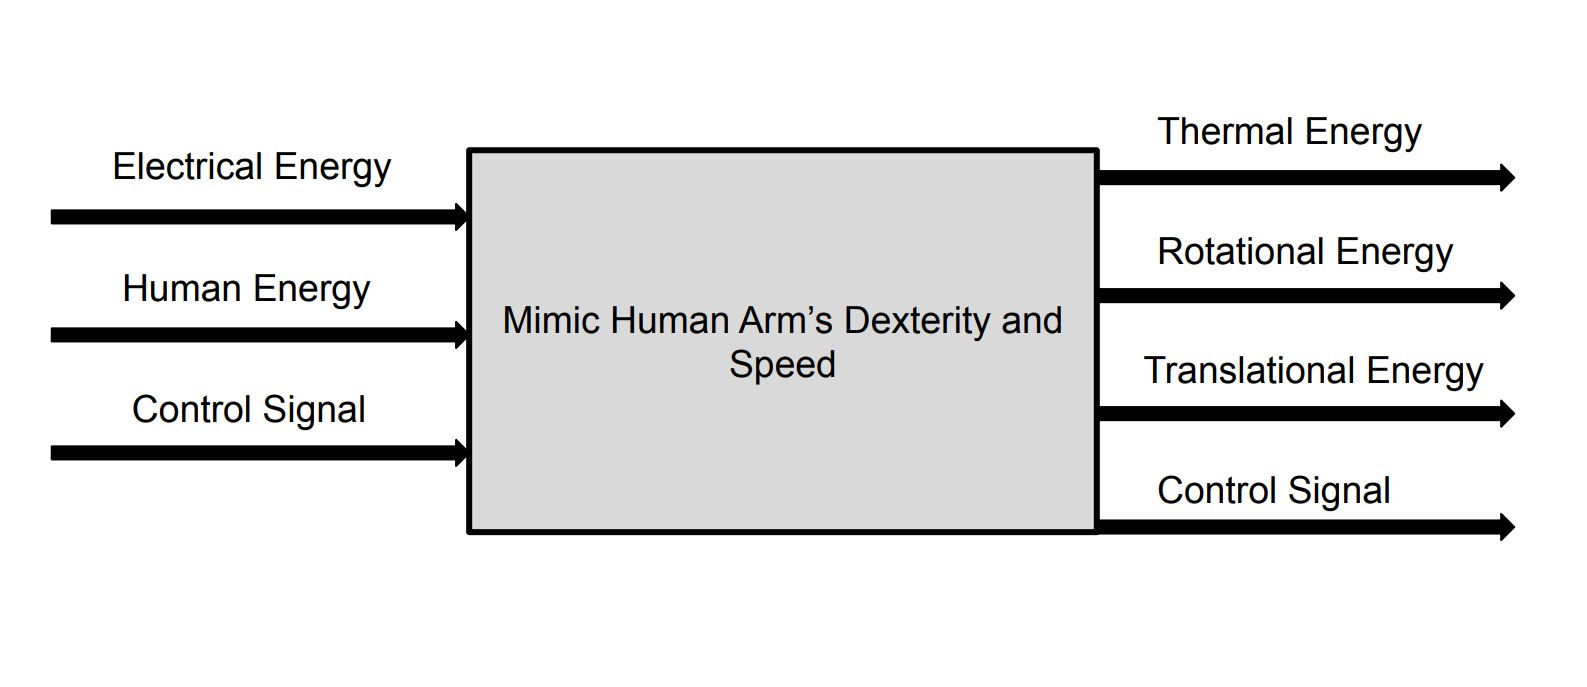 Electrical Energy
Human Energy
Control Signal
Mimic Human Arm’s Dexterity and
Speed
Thermal Energy
Rotational Energy
Translational Energy
Control Signal